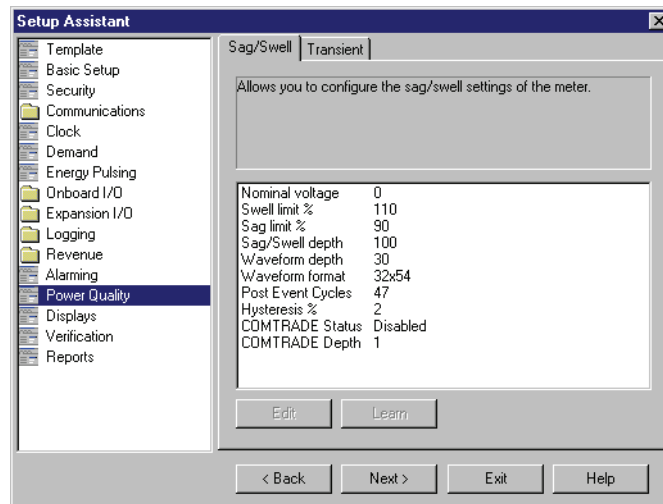 Setup Assistant
Template
Basic Setup
Security
Communications
Clock
Demand
Energy Pulsing
Onboard I/O
Expansion I/O
Logging
Revenue
Alarming
Power Quality
Displays
Verification
Reports
Sag/Swell
Transient
Allows you to configure the sag/swell settings of the meter.
Nominal voltage 0
Swell limit % 110
Sag limit % 90
Sag/Swell depth 100
Waveform depth 30
Waveform format 32x54
Post Event Cycles 47
Hysteresis % 2
COMTRADE Status Disabled
COMTRADE Depth 1
Edit
Learn
< Back
Next >
Exit
Help